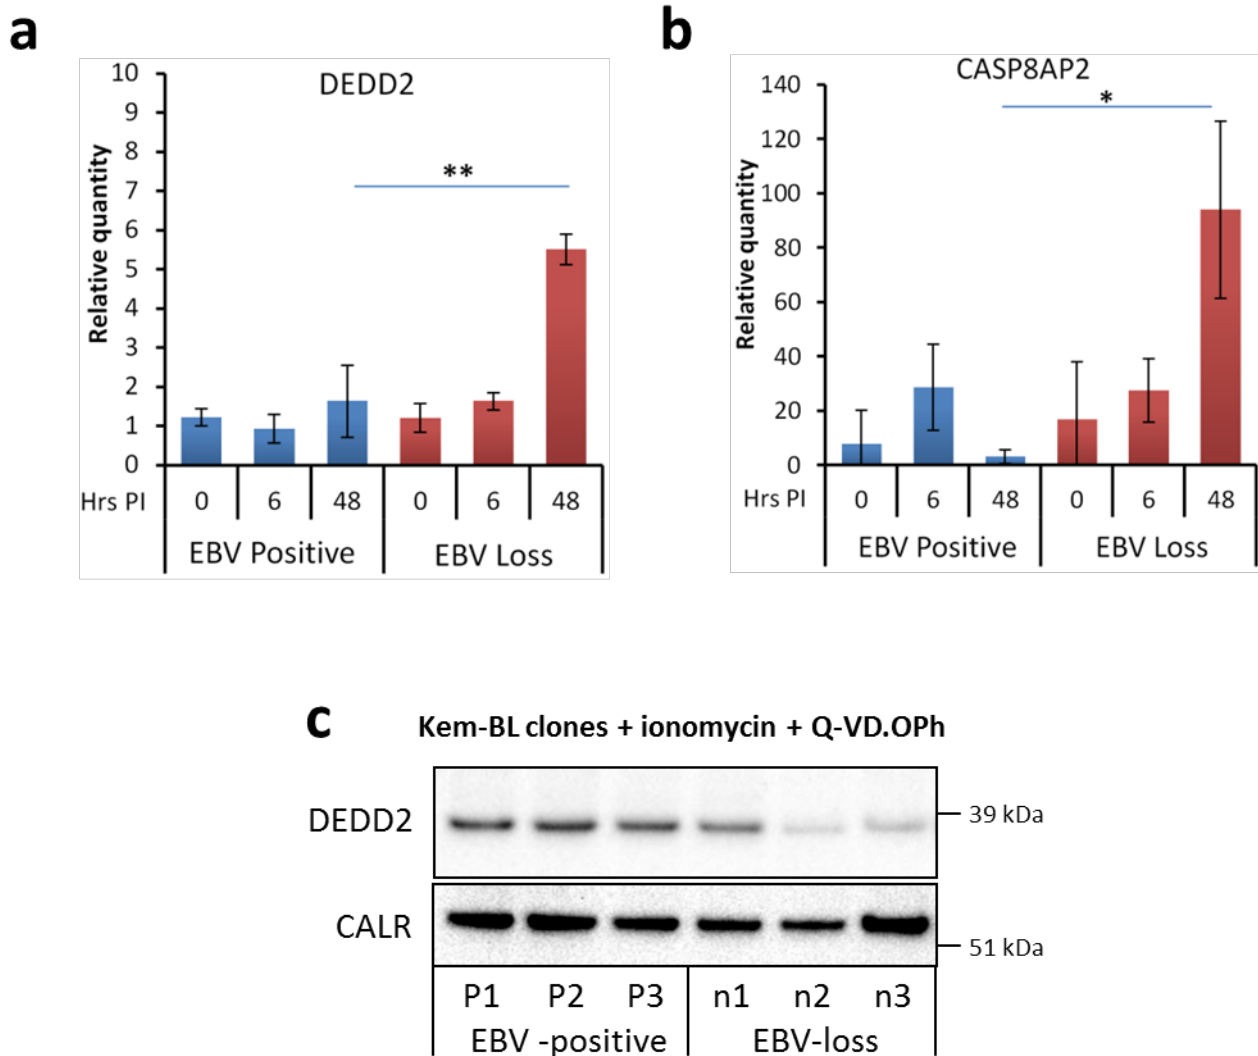 a
DEDD2
Relative quantity
10
9
8
7
6
5
4
3
2
1
0
**
Hrs PI 0 6 48 0 6 48
EBV Positive EBV Loss
b
CASP8AP2
Relative quantity
140
120
100
80
60
40
20
0
*
Hrs PI 0 6 48 0 6 48
EBV Positive EBV Loss
c
Kem-BL clones + ionomycin + Q-VD.OPh
DEDD2
39 kDa
CALR
51 kDa
P1 P2 P3 n1 n2 n3
EBV -positive EBV-loss